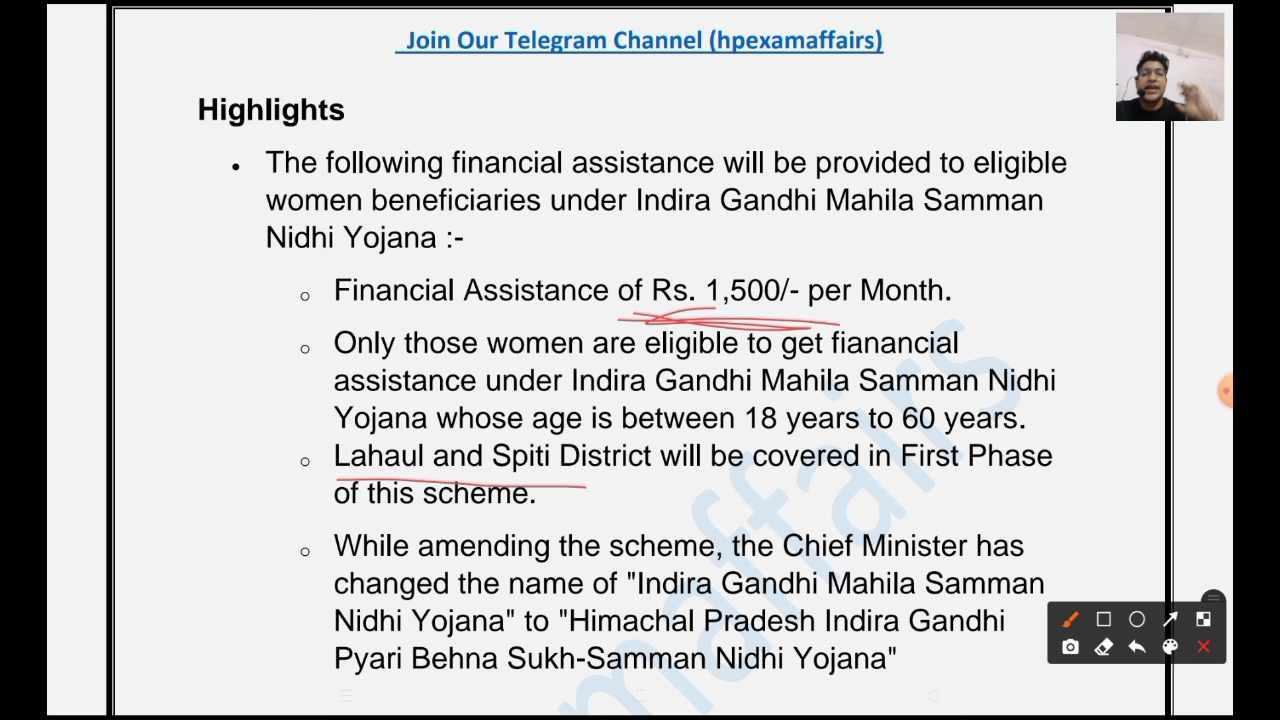 Join Our Telegram Channel (hpexamaffairs)
Highlights
• The following financial assistance will be provided to eligible
women beneficiaries under Indira Gandhi Mahila Samman
Nidhi Yojana :-
o Financial Assistance of Rs. 1,500/- per Month.
o Only those women are eligible to get fianancial
assistance under Indira Gandhi Mahila Samman Nidhi
Yojana whose age is between 18 years to 60 years.
o Lahaul and Spiti District will be covered in First Phase
of this scheme.
o While amending the scheme, the Chief Minister has
changed the name of "Indira Gandhi Mahila Samman
Nidhi Yojana" to "Himachal Pradesh Indira Gandhi
Pyari Behna Sukh-Samman Nidhi Yojana"
maffairs